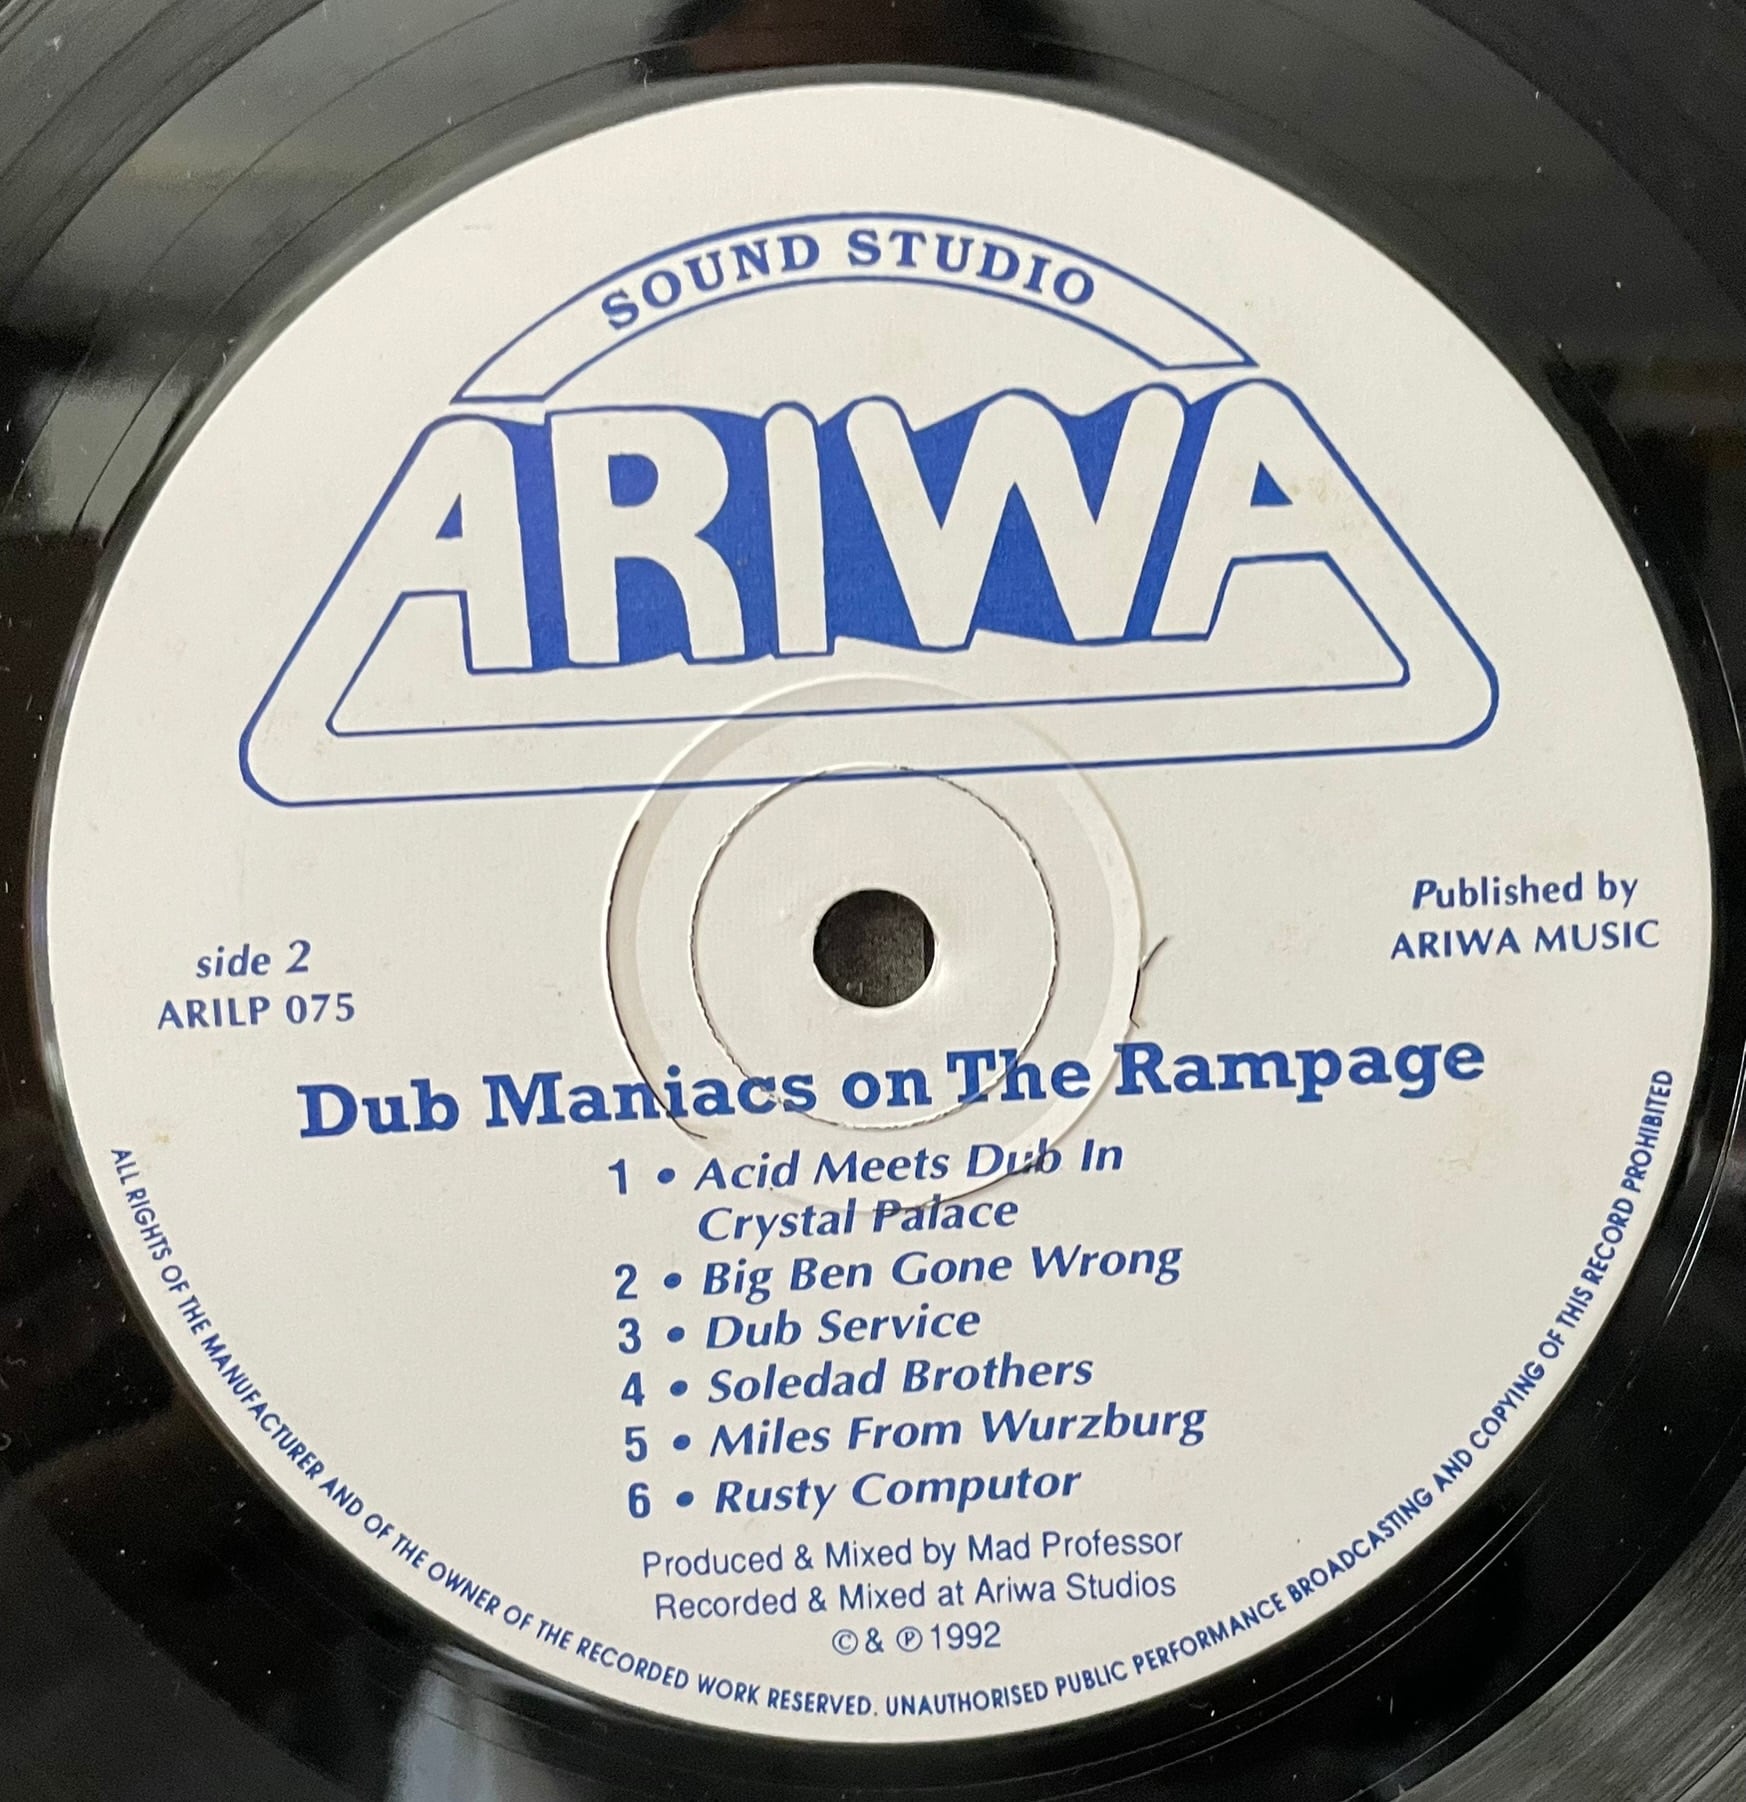 SOUND STUDIO
ARIWA
side 2
ARILP 075
Published by
ARIWA MUSIC
Dub Maniacs on The Rampage
1 • Acid Meets Dub In
Crystal Palace
2 • Big Ben Gone Wrong
3 • Dub Service
4 • Soledad Brothers
5 • Miles From Wurzburg
6 • Rusty Computor
Produced & Mixed by Mad Professor
Recorded & Mixed at Ariwa Studios
© & ℗ 1992
ALL RIGHTS OF THE MANUFACTURER AND OF THE OWNER OF THE RECORDED WORK RESERVED. UNAUTHORISED PUBLIC PERFORMANCE BROADCASTING AND COPYING OF THIS RECORD PROHIBITED